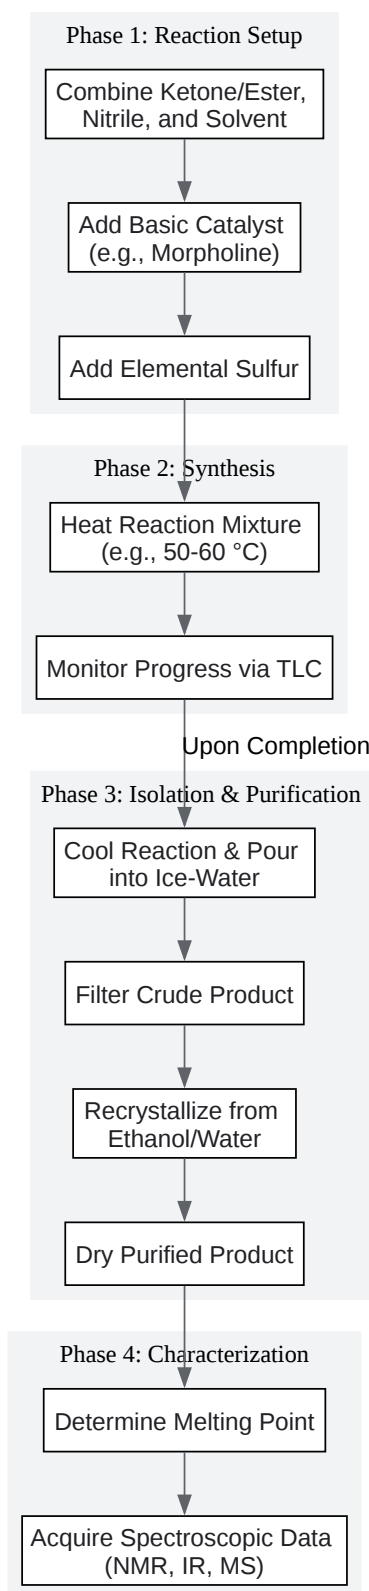 Phase 1: Reaction Setup
Combine Ketone/Ester,
Nitrile, and Solvent
Add Basic Catalyst
(e.g., Morpholine)
Add Elemental Sulfur
Phase 2: Synthesis
Heat Reaction Mixture
(e.g., 50-60 °C)
Monitor Progress via TLC
Upon Completion
Phase 3: Isolation & Purification
Cool Reaction & Pour
into Ice-Water
Filter Crude Product
Recrystallize from
Ethanol/Water
Dry Purified Product
Phase 4: Characterization
Determine Melting Point
Acquire Spectroscopic Data
(NMR, IR, MS)